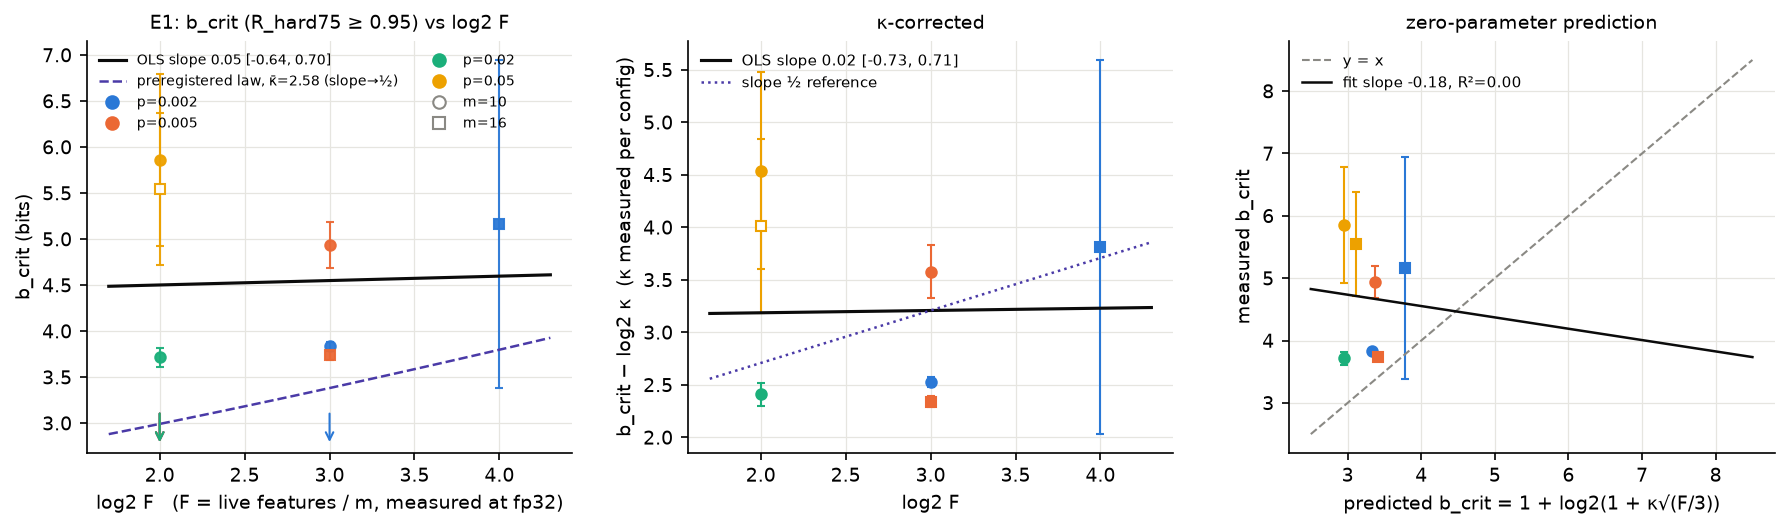 E1: b_crit (R_hard75 ≥ 0.95) vs log2 F
OLS slope 0.05 [-0.64, 0.70]
preregistered law, κ̄=2.58 (slope→½)
p=0.002
p=0.005
p=0.02
p=0.05
m=10
m=16
b_crit (bits)
7.0
6.5
6.0
5.5
5.0
4.5
4.0
3.5
3.0
2.0 2.5 3.0 3.5 4.0
log2 F (F = live features / m, measured at fp32)
κ-corrected
OLS slope 0.02 [-0.73, 0.71]
slope ½ reference
b_crit − log2 κ (κ measured per config)
5.5
5.0
4.5
4.0
3.5
3.0
2.5
2.0
2.0 2.5 3.0 3.5 4.0
log2 F
zero-parameter prediction
y = x
fit slope -0.18, R²=0.00
measured b_crit
8
7
6
5
4
3
3 4 5 6 7 8
predicted b_crit = 1 + log2(1 + κ√(F/3))